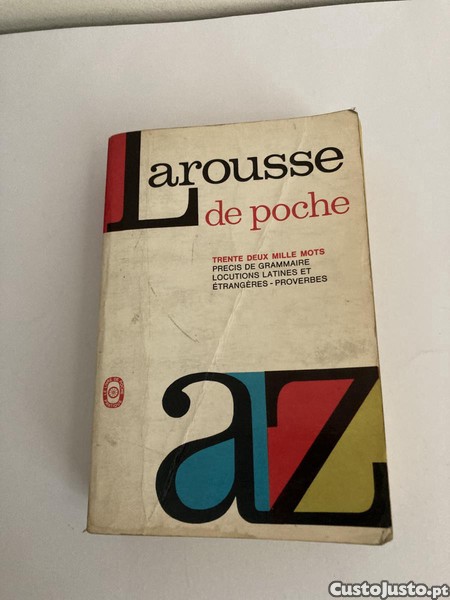 Larousse
de poche
TRENTE DEUX MILLE MOTS
PRECIS DE GRAMMAIRE
LOCUTIONS LATINES ET
ÉTRANGÈRES - PROVERBES
az
CustoJusto.pt